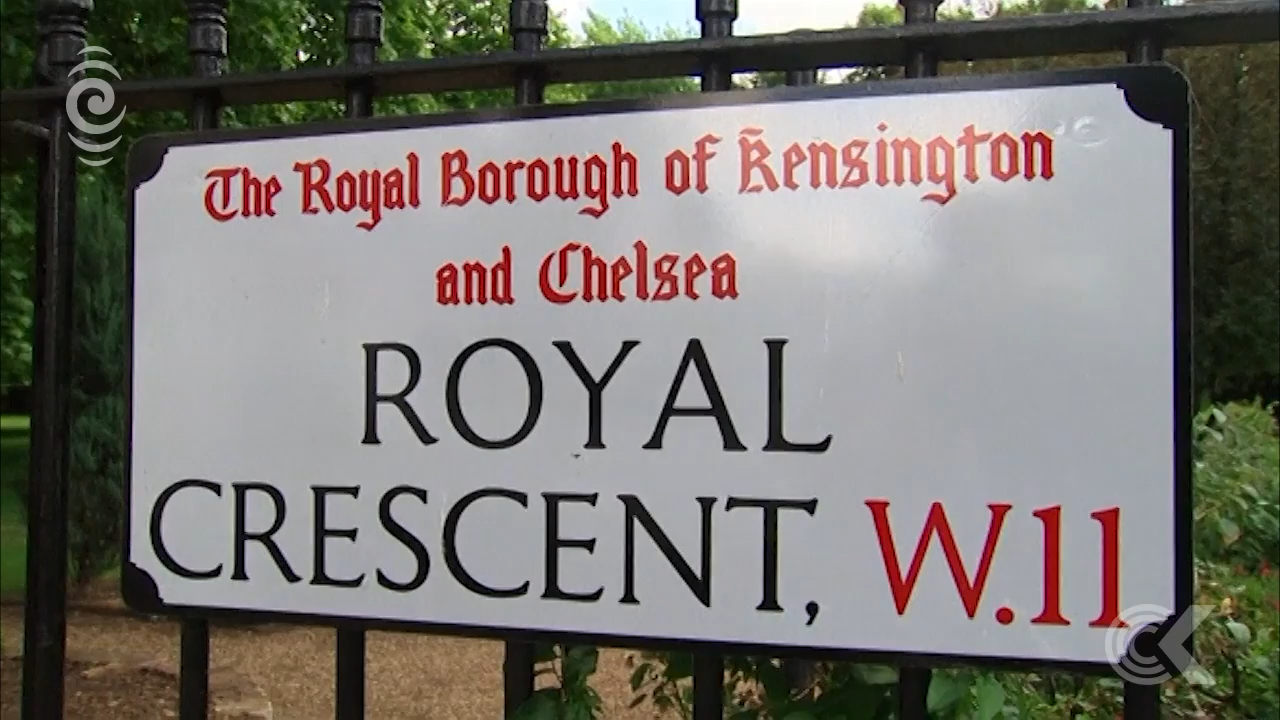 The Royal Borough of Kensington
and Chelsea
ROYAL
CRESCENT, W.11